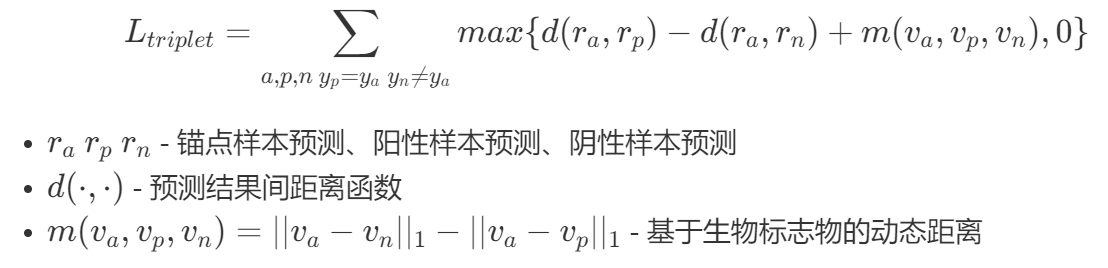 L_{triplet} = \sum_{a,p,n\ y_p=y_a\ y_n≠y_a} max{d(r_a, r_p) − d(r_a, r_n) + m(v_a, v_p, v_n), 0}
• r_a r_p r_n - 锚点样本预测、阳性样本预测、阴性样本预测
• d(·,·) - 预测结果间距离函数
• m(v_a, v_p, v_n) = ||v_a − v_n||_1 − ||v_a − v_p||_1 - 基于生物标志物的动态距离